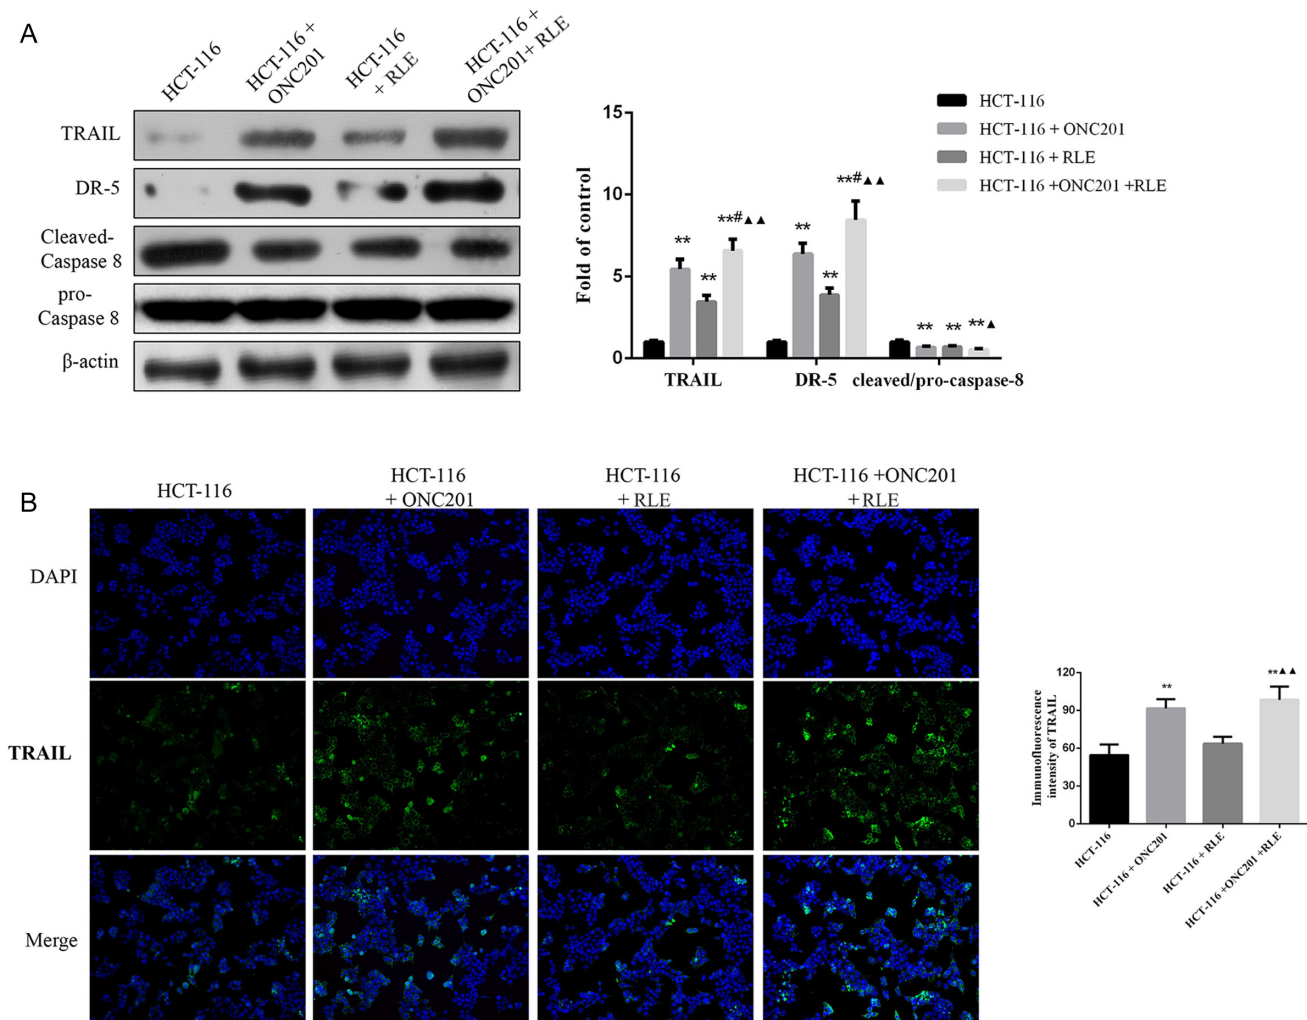 A
HCT-116
HCT-116 +
ONC201
HCT-116
+ RLE
HCT-116 +
ONC201+ RLE
TRAIL
DR-5
Cleaved-
Caspase 8
pro-
Caspase 8
β-actin
Fold of control
15
10
5
0
**
**
**#▲▲
**
**
**#▲▲
**
**
**▲
TRAIL
DR-5
cleaved/pro-caspase-8
HCT-116
HCT-116 + ONC201
HCT-116 + RLE
HCT-116 +ONC201 +RLE
B
HCT-116
HCT-116
+ ONC201
HCT-116
+ RLE
HCT-116 +ONC201
+ RLE
DAPI
TRAIL
Merge
Immunofluorescence
intensity of TRAIL
120
90
60
30
0
**
**▲▲
HCT-116
HCT-116 + ONC201
HCT-116 + RLE
HCT-116 +ONC201 +RLE